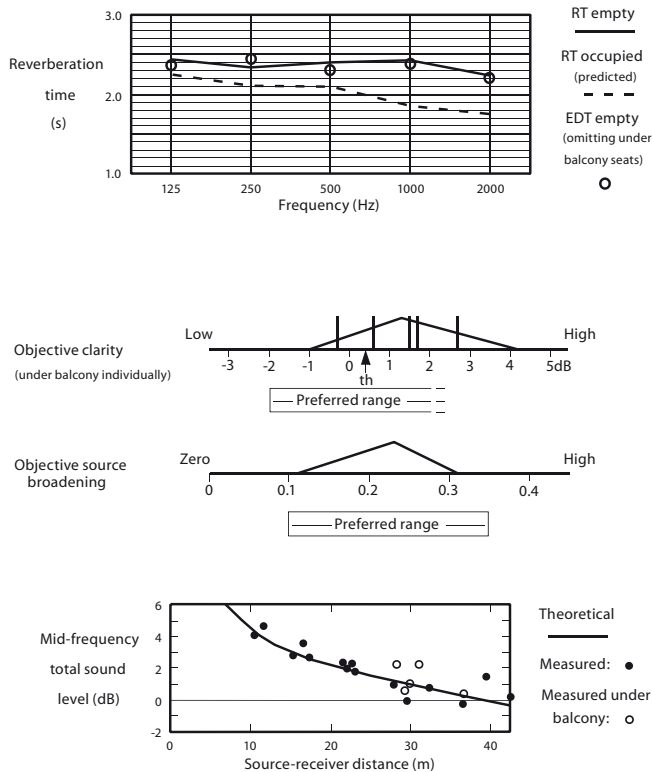 3.0
2.0
1.0
Reverberation
time
(s)
125 250 500 1000 2000
Frequency (Hz)
RT empty
RT occupied
(predicted)
EDT empty
(omitting under
balcony seats)
Objective clarity
(under balcony individually)
Low High
-3 -2 -1 0 1 2 3 4 5dB
th
Preferred range
Objective source
broadening
Zero High
0 0.1 0.2 0.3 0.4
Preferred range
Mid-frequency
total sound
level (dB)
6
4
2
0
-2
0 10 20 30 40
Source-receiver distance (m)
Theoretical
Measured:
Measured under
balcony: